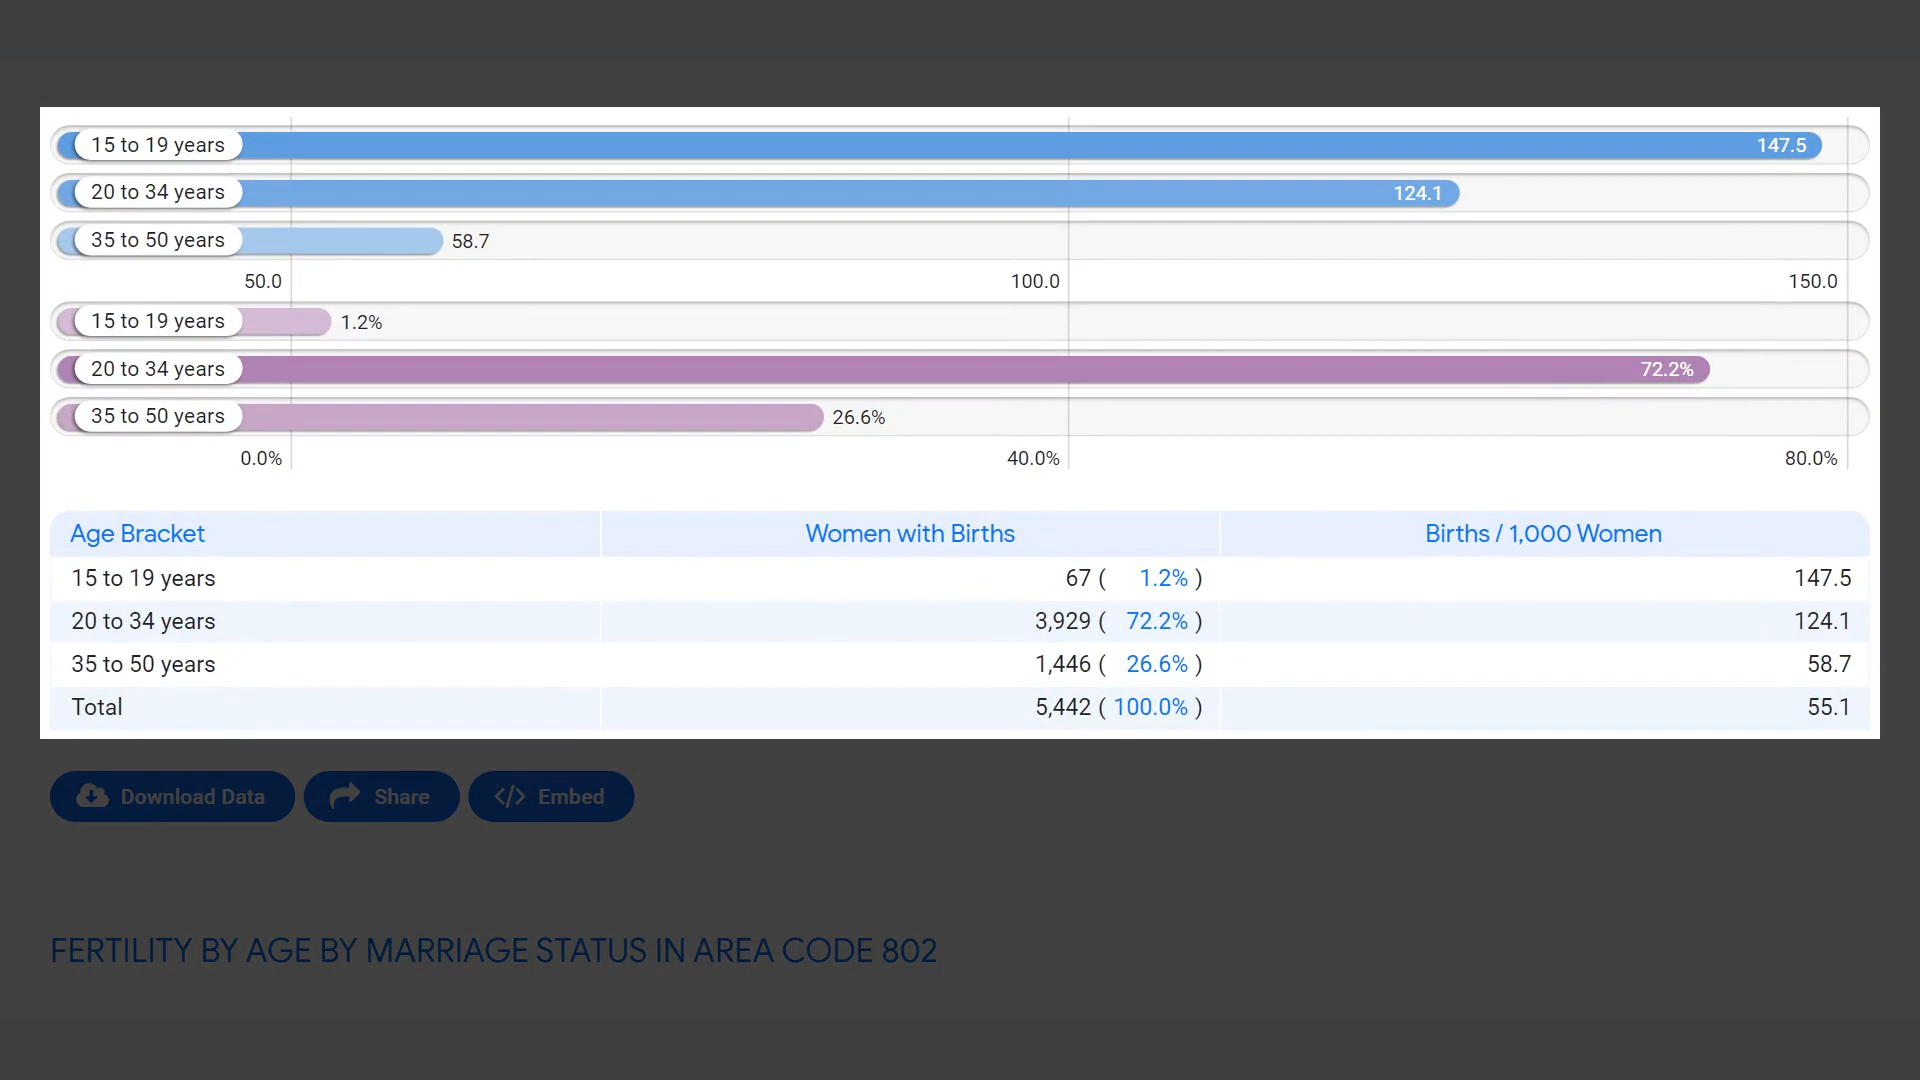 15 to 19 years 147.5
20 to 34 years 124.1
35 to 50 years 58.7
50.0 100.0 150.0
15 to 19 years 1.2%
20 to 34 years 72.2%
35 to 50 years 26.6%
0.0% 40.0% 80.0%
Age Bracket Women with Births Births / 1,000 Women
15 to 19 years 67 ( 1.2% ) 147.5
20 to 34 years 3,929 ( 72.2% ) 124.1
35 to 50 years 1,446 ( 26.6% ) 58.7
Total 5,442 ( 100.0% ) 55.1
Download Data Share </> Embed
FERTILITY BY AGE BY MARRIAGE STATUS IN AREA CODE 802